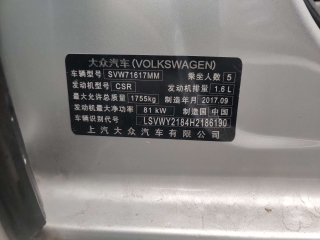 大众汽车(VOLKSWAGEN)
车辆型号 SVW71617MM 乘坐人数 5
发动机型号 CSR 发动机排量 1.6 L
最大允许总质量 1755kg 制造年月 2017.09
发动机最大净功率 81 kW 制造国 中国
车辆识别代号 LSVWY2184H2186190
上汽大众汽车有限公司